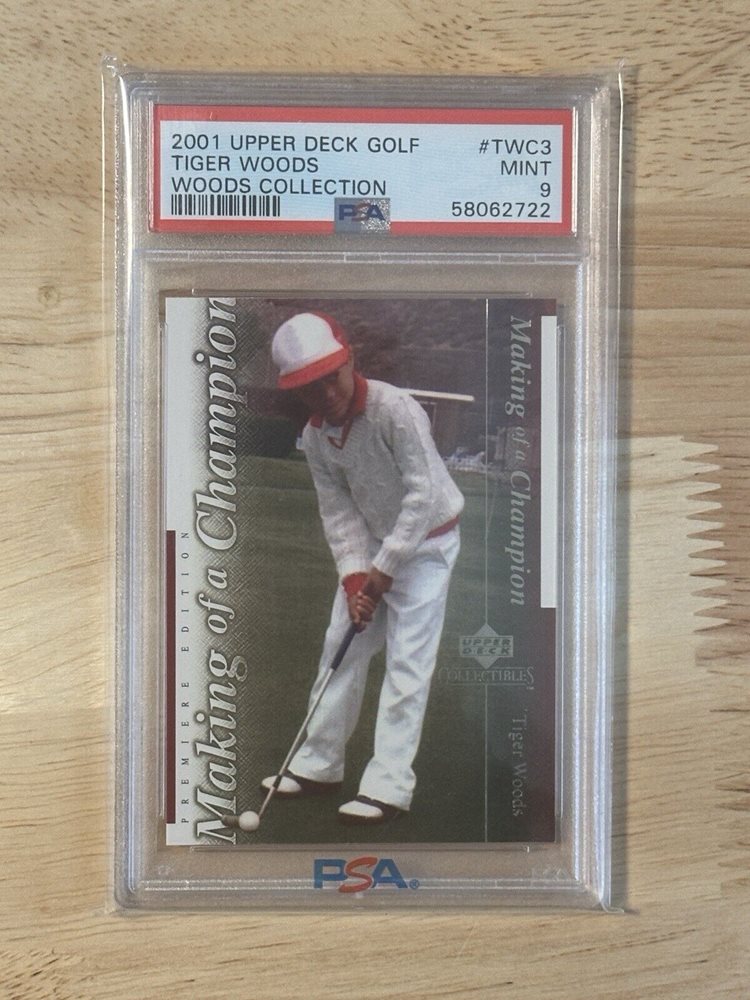 2001 UPPER DECK GOLF #TWC3
TIGER WOODS MINT
WOODS COLLECTION 9
PSA 58062722
Making of a Champion
PREMIERE EDITION
Making of a Champion
UPPER
DECK
COLLECTIBLES
Tiger Woods
PSA®